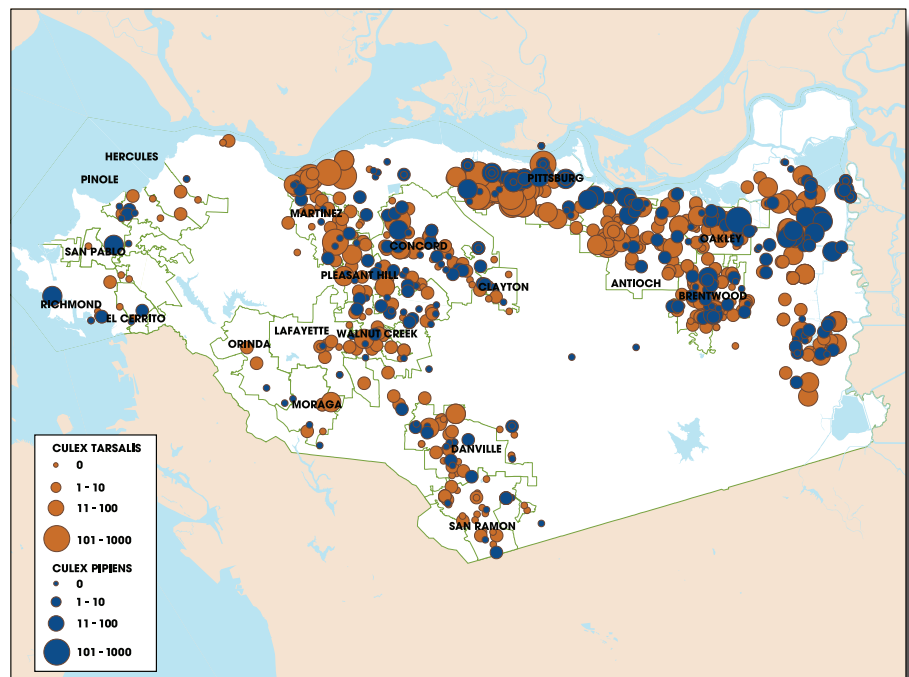 HERCULES
PINOLE
PITTSBURG
MARTINEZ
OAKLEY
CONCORD
SAN PABLO
PLEASANT HILL
ANTIOCH
CLAYTON
BRENTWOOD
RICHMOND
EL CERRITO
LAFAYETTE
WALNUT CREEK
ORINDA
MORAGA
DANVILLE
SAN RAMON
CULEX TARSALIS
0
1 - 10
11 - 100
101 - 1000
CULEX PIPIENS
0
1 - 10
11 - 100
101 - 1000